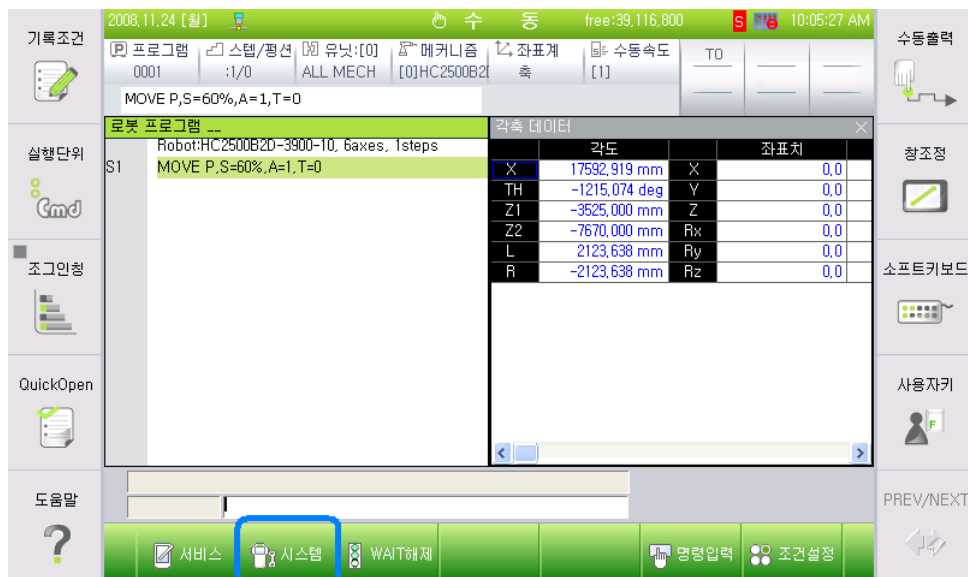 2008,11,24 [월] 수 동 free:39,116,800 S 10:05:27 AM
기록조건
실행단위
Cmd
조그인칭
QuickOpen
도움말
P 프로그램 스텝/평션 유닛:[0] 메커니즘 좌표계 수동속도
0001 :1/0 ALL MECH [0]HC2500B2 축 [1]
T0
MOVE P,S=60%,A=1,T=0
로봇 프로그램 __
Robot:HC2500B2D-3900-10, 6axes, 1steps
S1 MOVE P,S=60%,A=1,T=0
각축 데이터
각도 좌표치
X 17592,919 mm X 0,0
TH -1215,074 deg Y 0,0
Z1 -3525,000 mm Z 0,0
Z2 -7670,000 mm Rx 0,0
L 2123,638 mm Ry 0,0
R -2123,638 mm Rz 0,0
수동출력
창조정
소프트키보드
사용자키
F
PREV/NEXT
서비스 시스템 WAIT해제 명령입력 조건설정